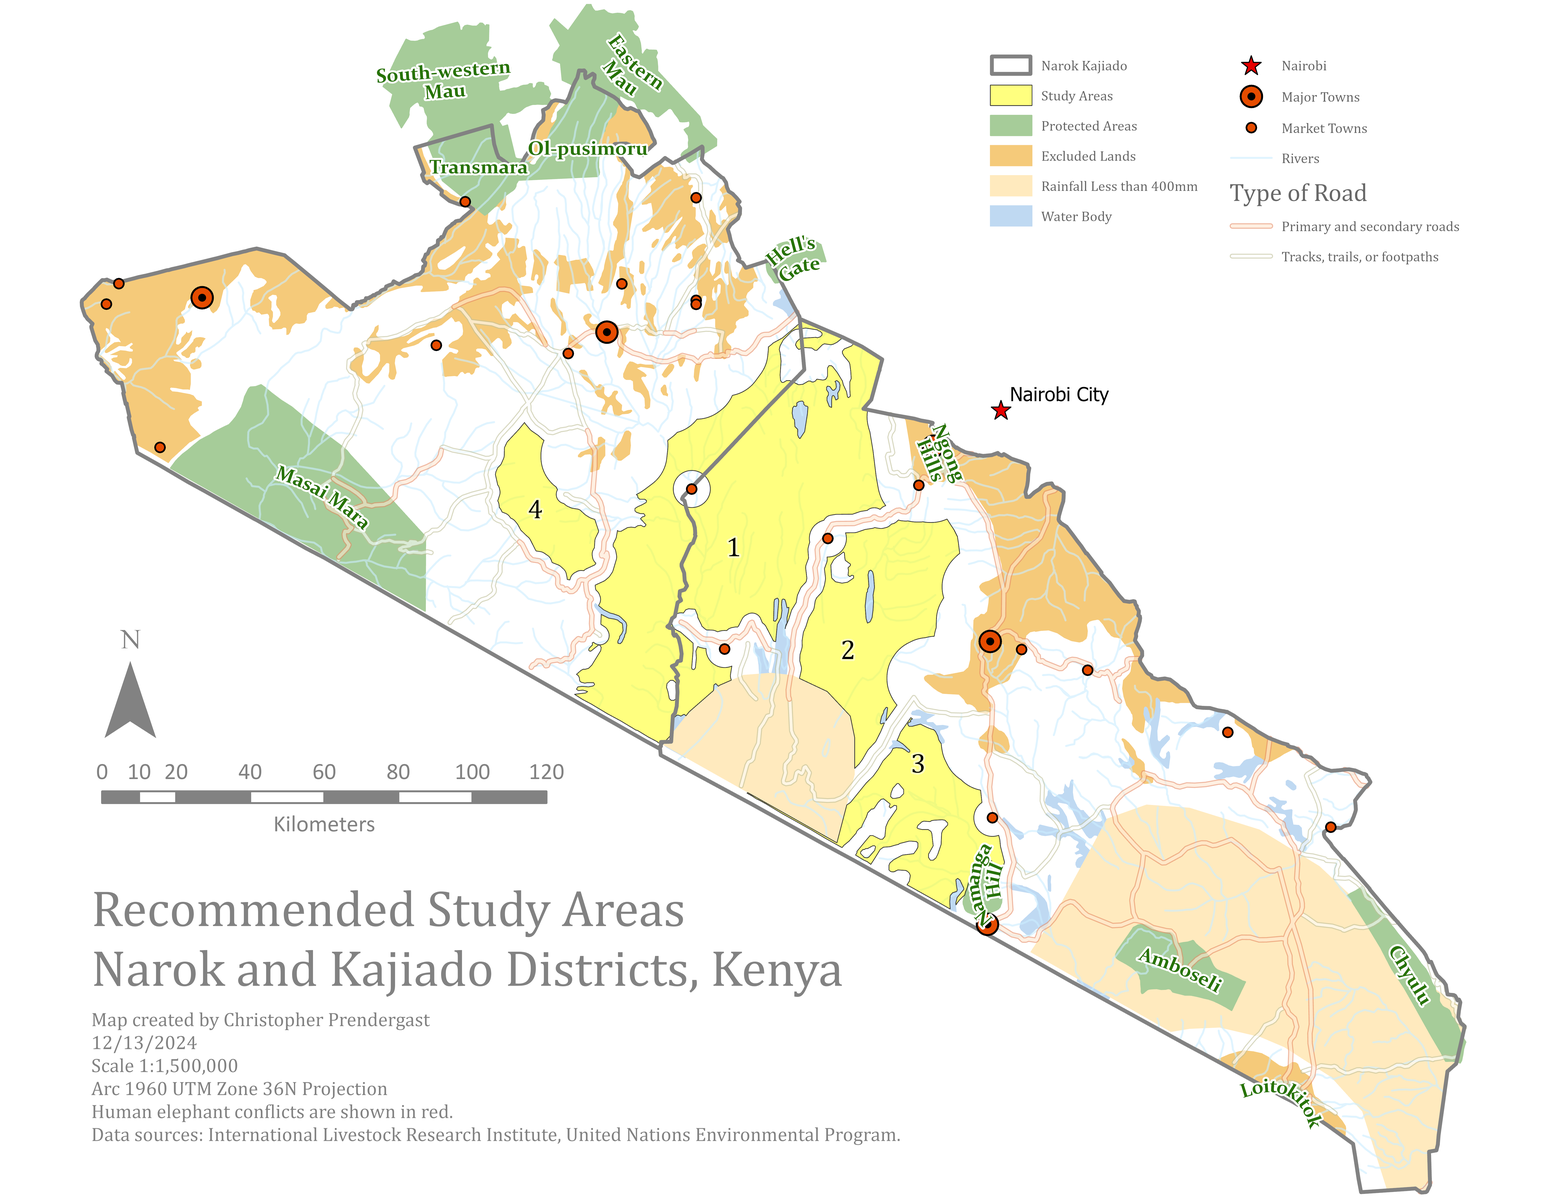 South-western
Mau
Eastern
Mau
Ol-pusimoru
Transmara
Hell's
Gate
Narok Kajiado
Study Areas
Protected Areas
Excluded Lands
Rainfall Less than 400mm
Water Body
Nairobi
Major Towns
Market Towns
Rivers
Type of Road
Primary and secondary roads
Tracks, trails, or footpaths
Nairobi City
Ngong
Hills
Masai Mara
4
1
2
3
N
0 10 20 40 60 80 100 120
Kilometers
Namanga
Hill
Amboseli
Chyulu
Loitokitok
Recommended Study Areas
Narok and Kajiado Districts, Kenya
Map created by Christopher Prendergast
12/13/2024
Scale 1:1,500,000
Arc 1960 UTM Zone 36N Projection
Human elephant conflicts are shown in red.
Data sources: International Livestock Research Institute, United Nations Environmental Program.